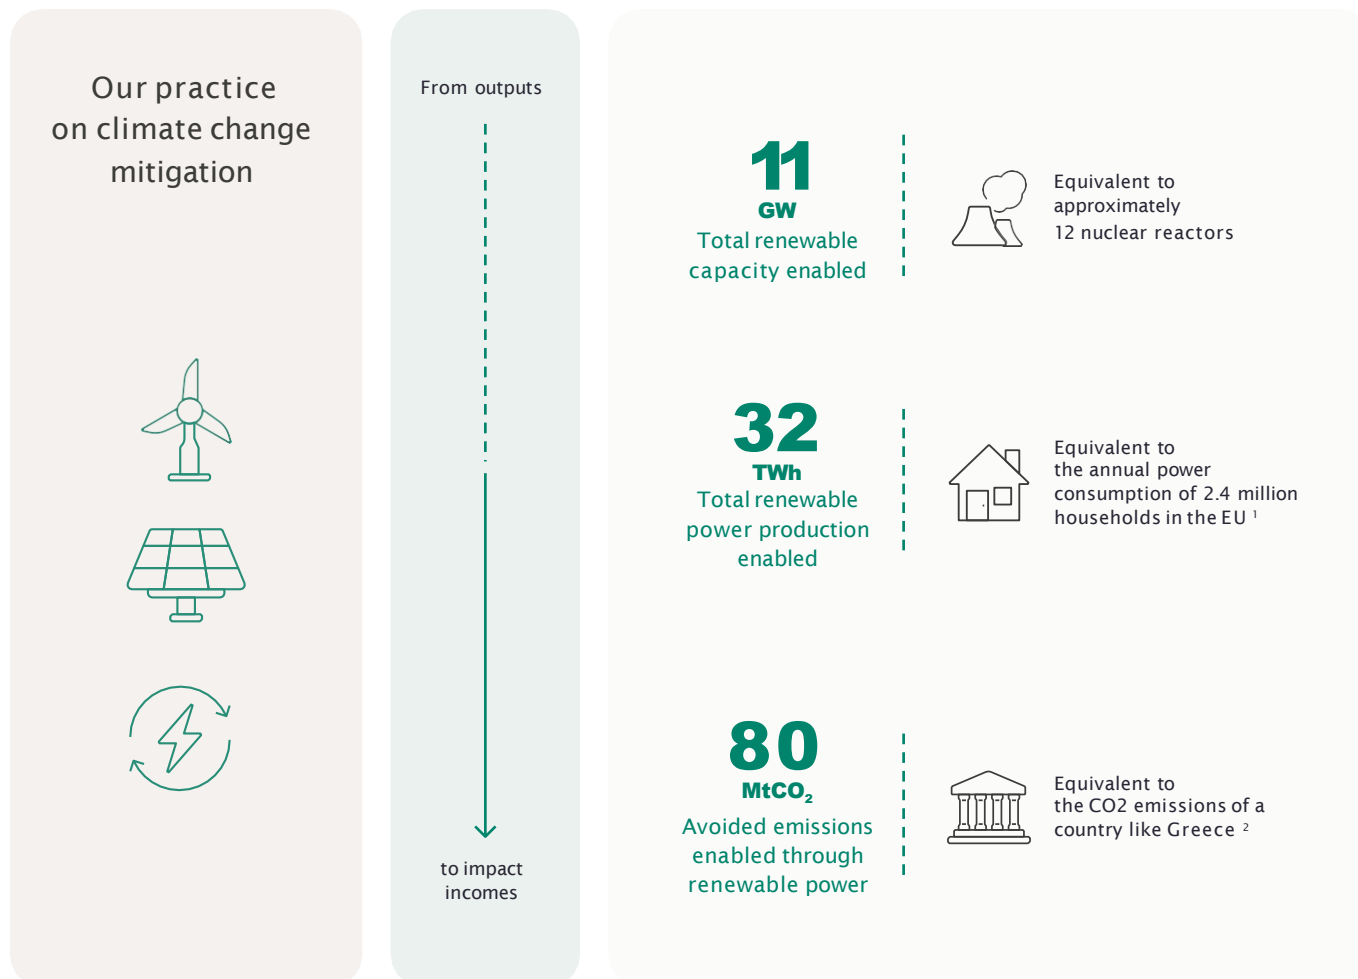 Our practice
on climate change
mitigation
From outputs
to impact
incomes
11
GW
Total renewable
capacity enabled
Equivalent to
approximately
12 nuclear reactors
32
TWh
Total renewable
power production
enabled
Equivalent to
the annual power
consumption of 2.4 million
households in the EU ¹
80
MtCO₂
Avoided emissions
enabled through
renewable power
Equivalent to
the CO2 emissions of a
country like Greece ²